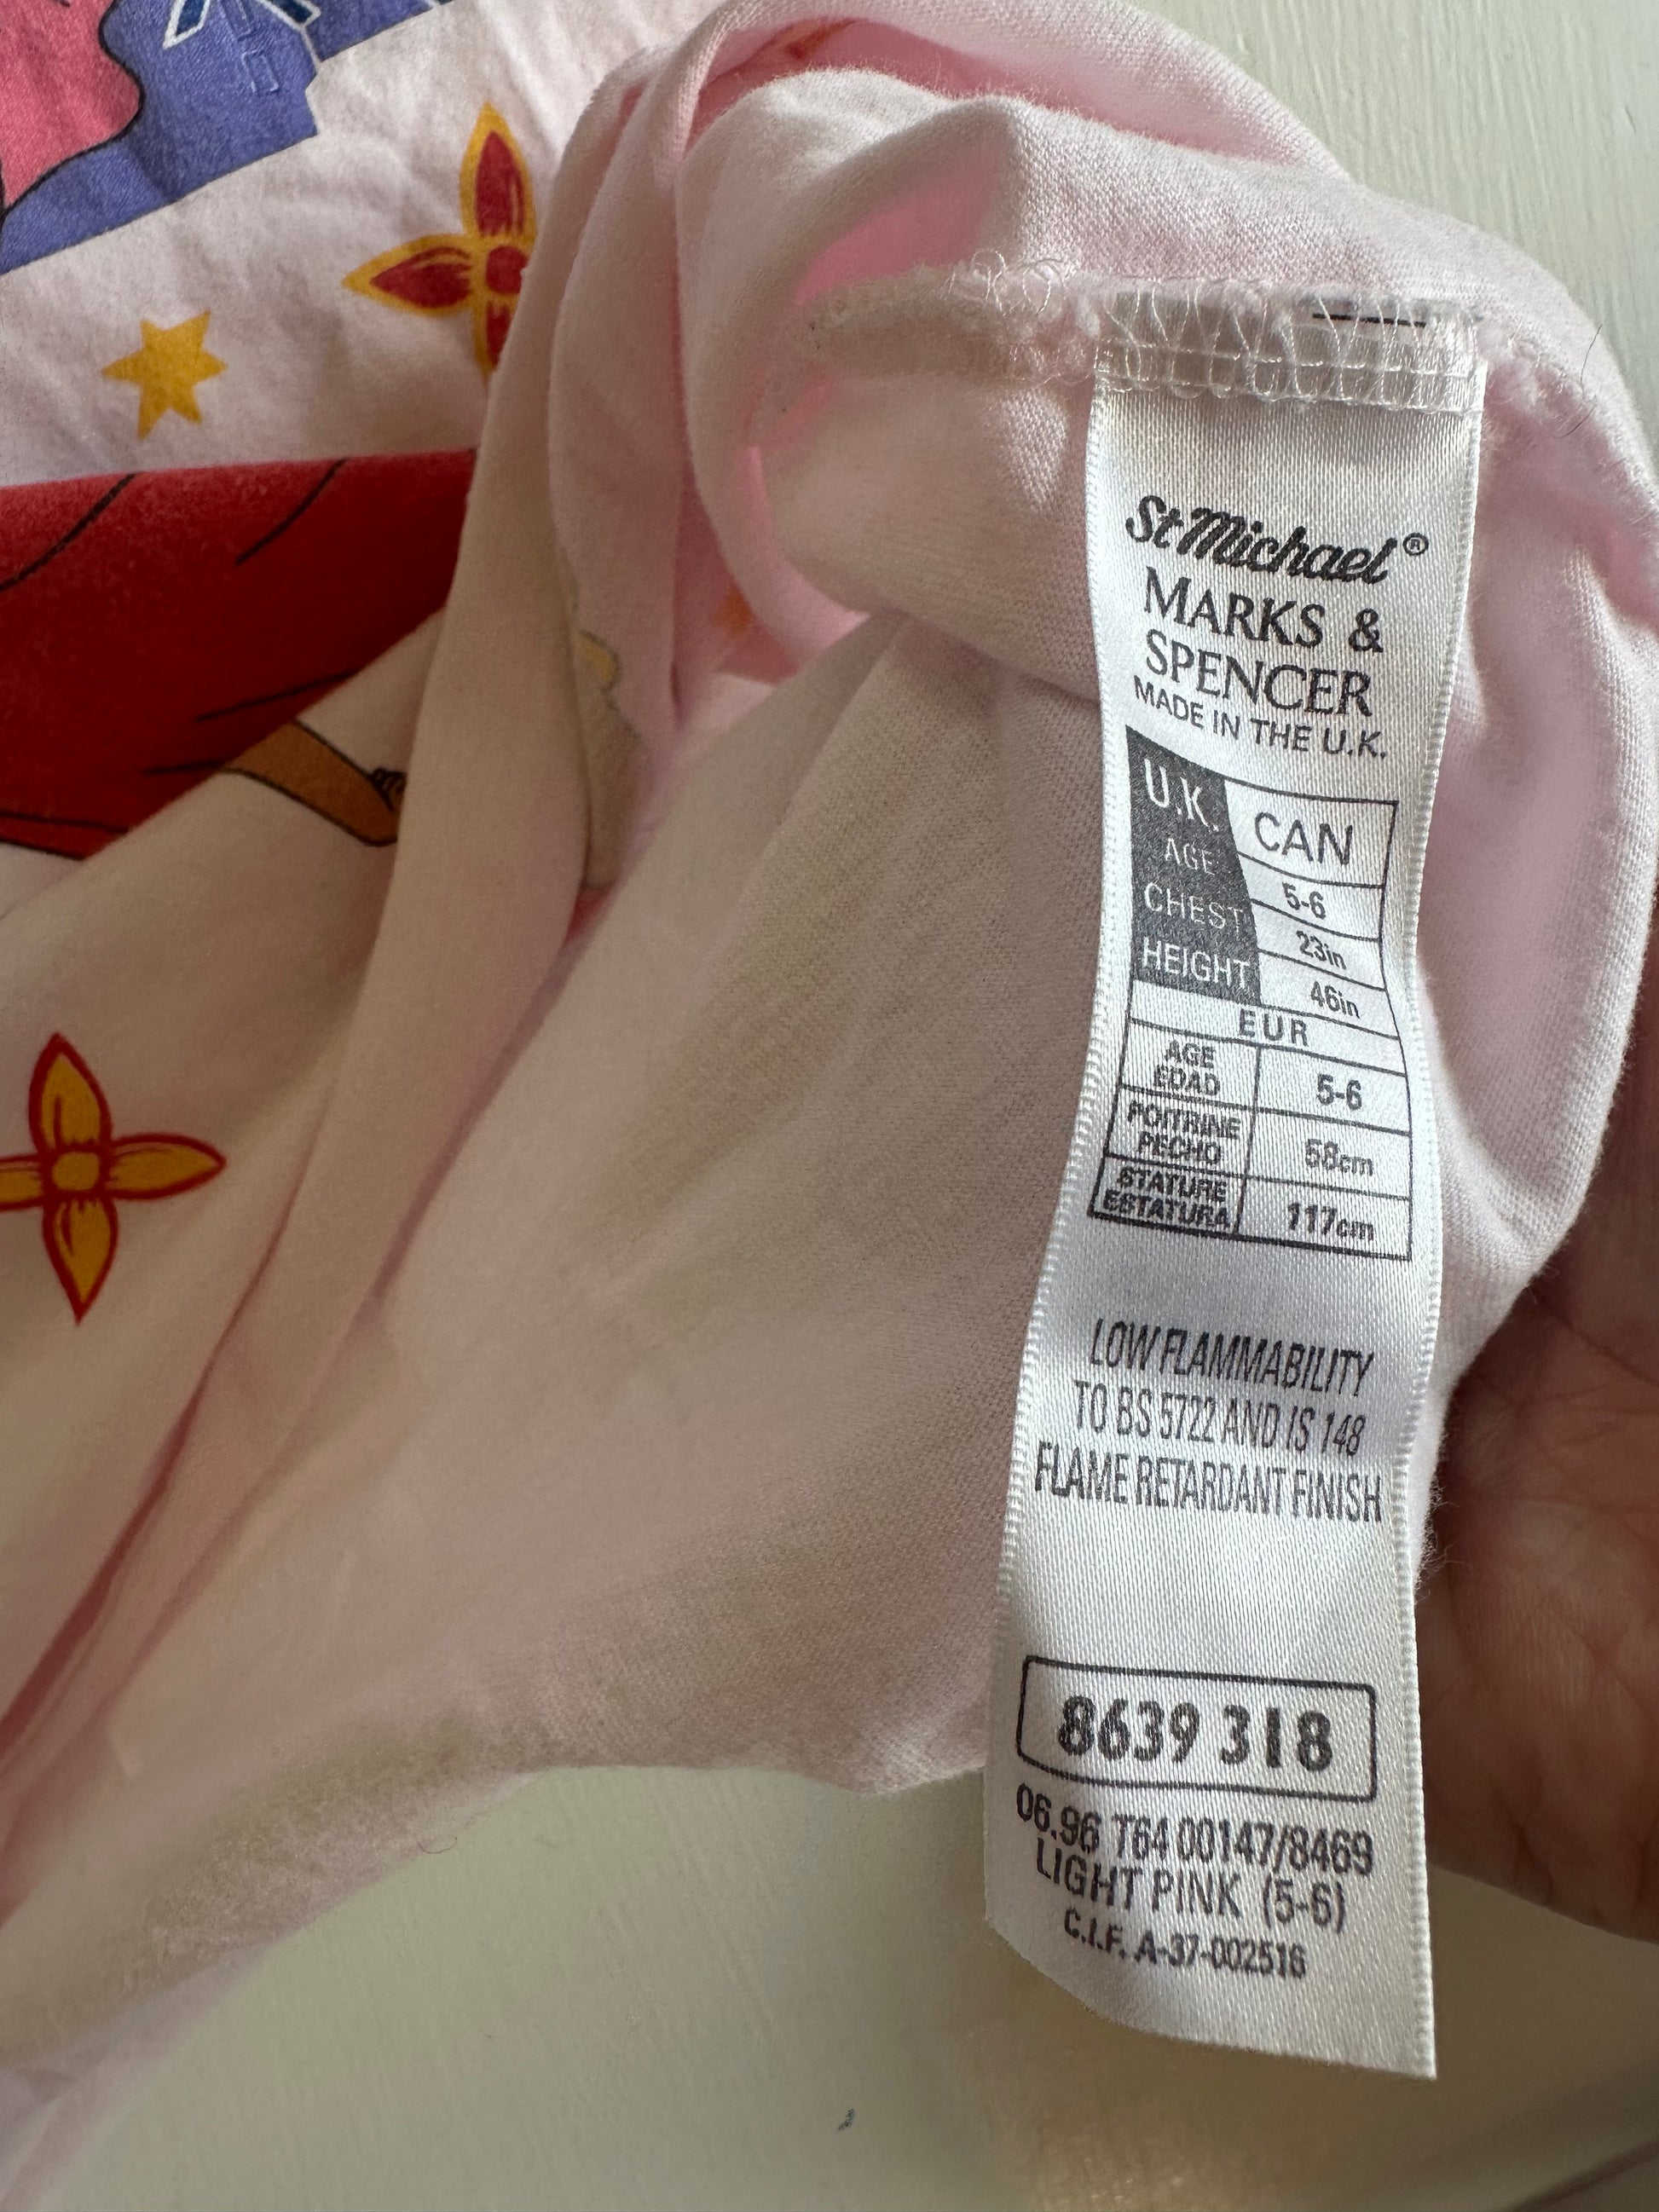 St Michael®
MARKS &
SPENCER
MADE IN THE U.K.
U.K. CAN
AGE 5-6
CHEST 23in
HEIGHT 46in
EUR
AGE
EDAD 5-6
POITRINE
PECHO 58cm
STATURE
ESTATURA 117cm
LOW FLAMMABILITY
TO BS 5722 AND IS 148
FLAME RETARDANT FINISH
8639 318
06.96 T64 00147/8469
LIGHT PINK (5-6)
C.I.F. A-37-002516